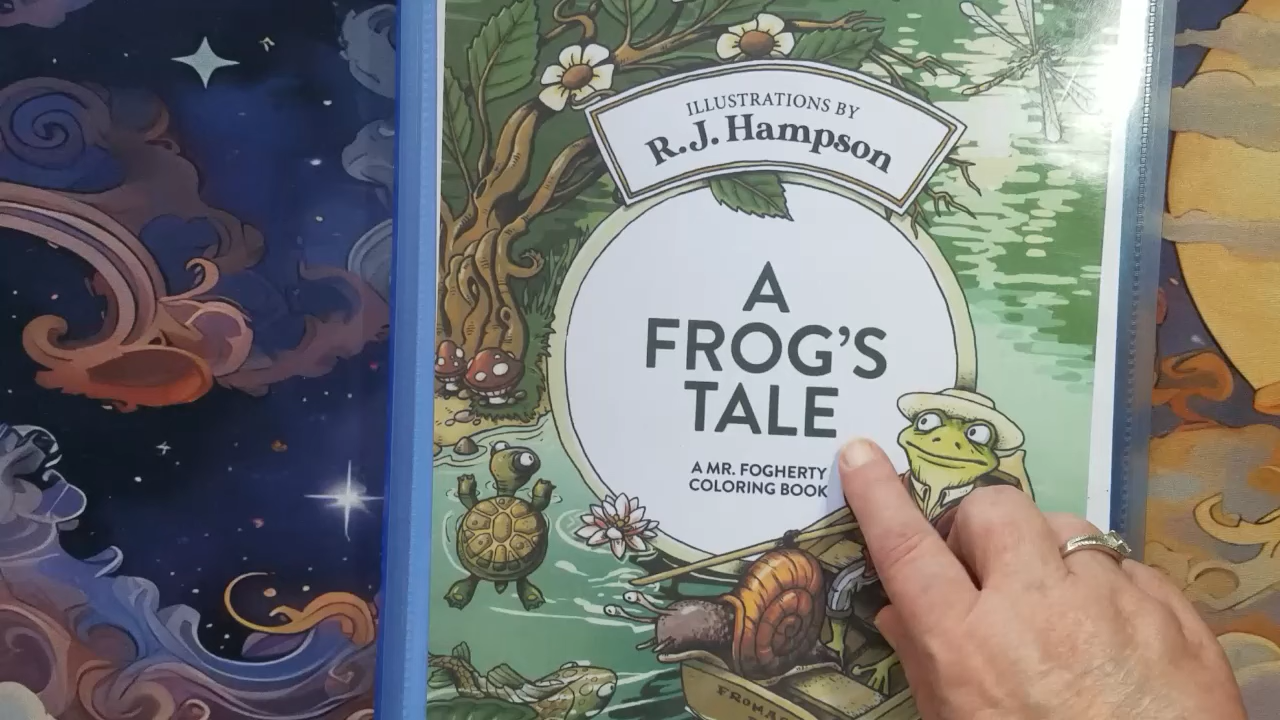 ILLUSTRATIONS BY
R.J. Hampson
A
FROG'S
TALE
A MR. FOGHERTY
COLORING BOOK